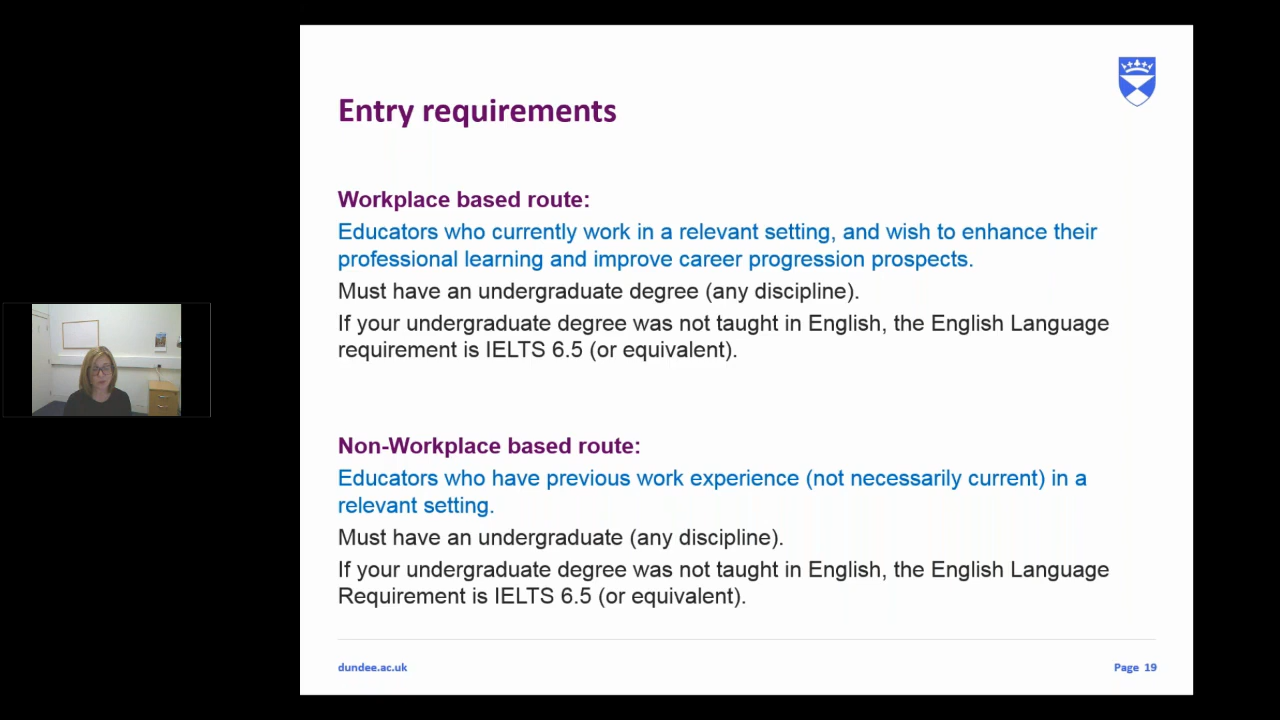 Entry requirements
Workplace based route:
Educators who currently work in a relevant setting, and wish to enhance their
professional learning and improve career progression prospects.
Must have an undergraduate degree (any discipline).
If your undergraduate degree was not taught in English, the English Language
requirement is IELTS 6.5 (or equivalent).
Non-Workplace based route:
Educators who have previous work experience (not necessarily current) in a
relevant setting.
Must have an undergraduate (any discipline).
If your undergraduate degree was not taught in English, the English Language
Requirement is IELTS 6.5 (or equivalent).
dundee.ac.uk
Page 19